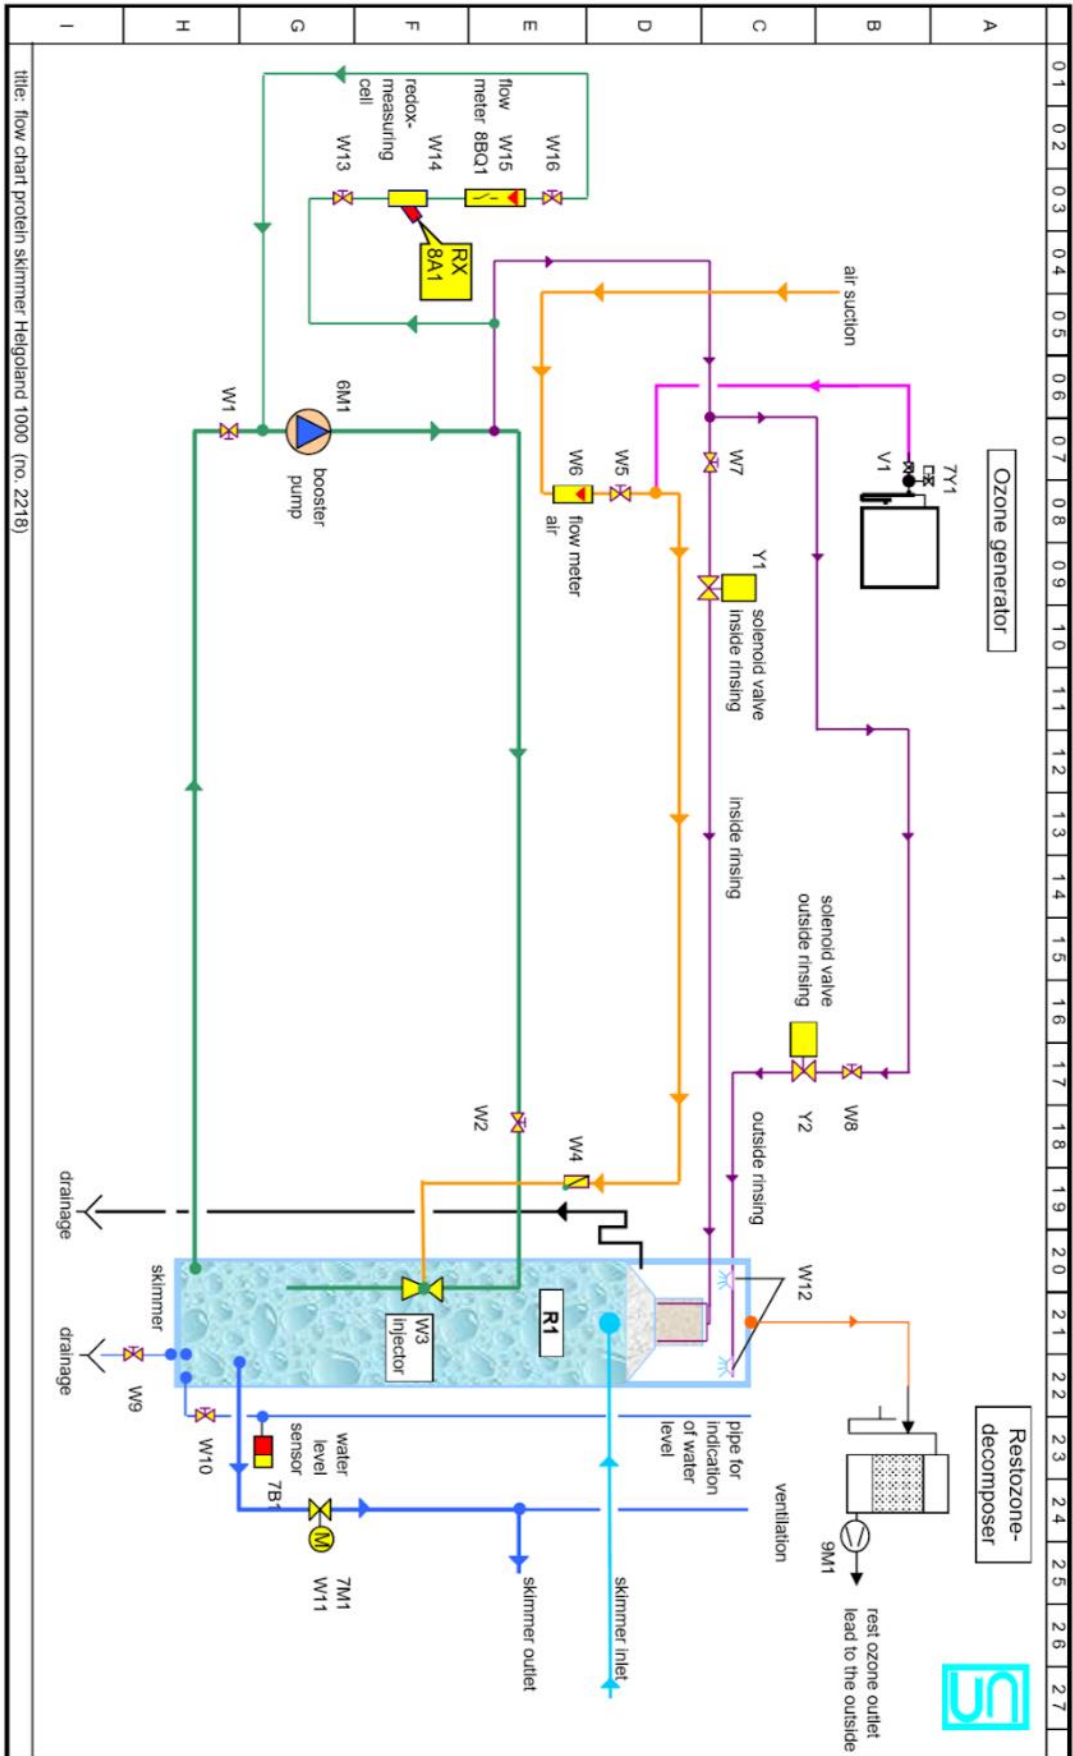 01 02 03 04 05 06 07 08 09 10 11 12 13 14 15 16 17 18 19 20 21 22 23 24 25 26 27
A
B
C
D
E
F
G
H
I
Ozone generator
7Y1
V1
Restozone-
decomposer
9M1
rest ozone outlet
lead to the outside
air suction
W7
Y1
solenoid valve
inside rinsing
inside rinsing
solenoid valve
outside rinsing
W8
Y2
outside rinsing
W12
ventilation
W5
W6
flow meter
air
W4
pipe for
indication
of water
level
skimmer inlet
W16
W15
flow
meter 8BQ1
W14
redox-
measuring
cell
W13
RX
8A1
W2
R1
W3
injector
skimmer outlet
6M1
booster
pump
W1
water
level
sensor
7B1
7M1
W11
M
W10
W9
skimmer
drainage
drainage
title: flow chart protein skimmer Helgoland 1000 (no. 2218)